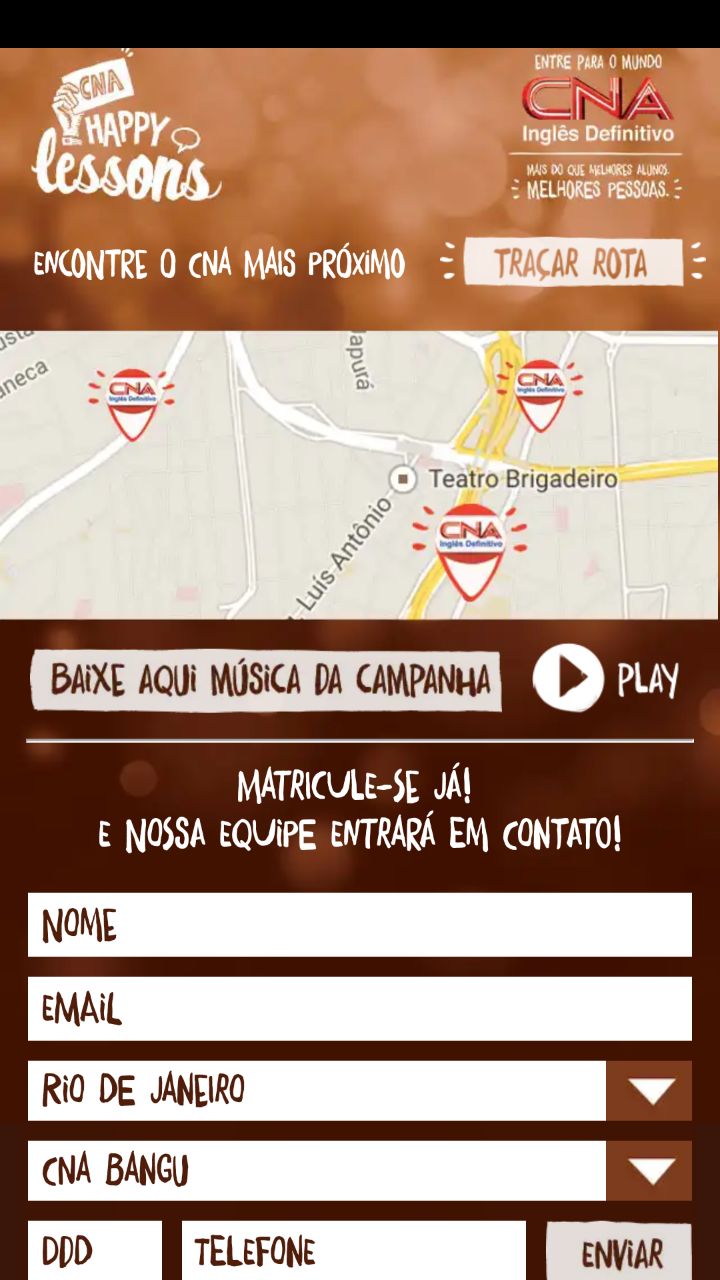 CNA
HAPPY
lessons
ENTRE PARA O MUNDO
CNA
Inglês Definitivo
MAIS DO QUE MELHORES ALUNOS.
MELHORES PESSOAS.
ENCONTRE O CNA MAIS PRÓXIMO
TRAÇAR ROTA
aneca
CNA
Inglês Definitivo
apurá
CNA
Inglês Definitivo
Teatro Brigadeiro
Luís Antônio
CNA
Inglês Definitivo
BAIXE AQUI MÚSICA DA CAMPANHA
PLAY
MATRICULE-SE JÁ!
E NOSSA EQUIPE ENTRARÁ EM CONTATO!
NOME
EMAIL
RIO DE JANEIRO
CNA BANGU
DDD
TELEFONE
ENVIAR